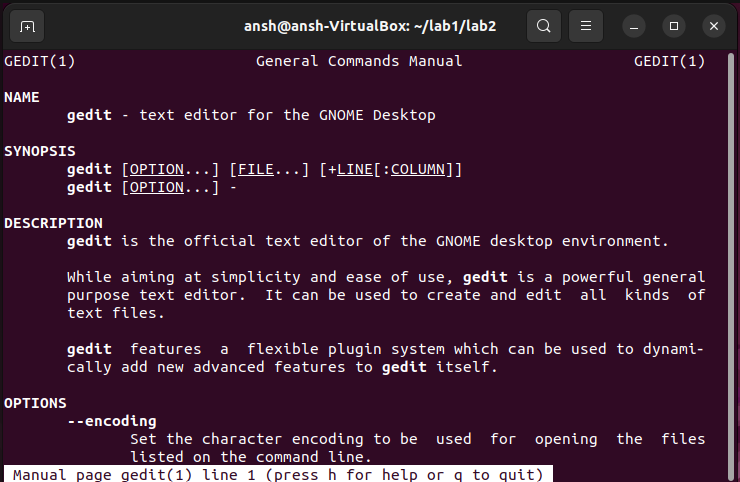 ansh@ansh-VirtualBox: ~/lab1/lab2
GEDIT(1) General Commands Manual GEDIT(1)
NAME
gedit - text editor for the GNOME Desktop
SYNOPSIS
gedit [OPTION...] [FILE...] [+LINE[:COLUMN]]
gedit [OPTION...] -
DESCRIPTION
gedit is the official text editor of the GNOME desktop environment.
While aiming at simplicity and ease of use, gedit is a powerful general
purpose text editor. It can be used to create and edit all kinds of
text files.
gedit features a flexible plugin system which can be used to dynami-
cally add new advanced features to gedit itself.
OPTIONS
--encoding
Set the character encoding to be used for opening the files
listed on the command line.
Manual page gedit(1) line 1 (press h for help or q to quit)